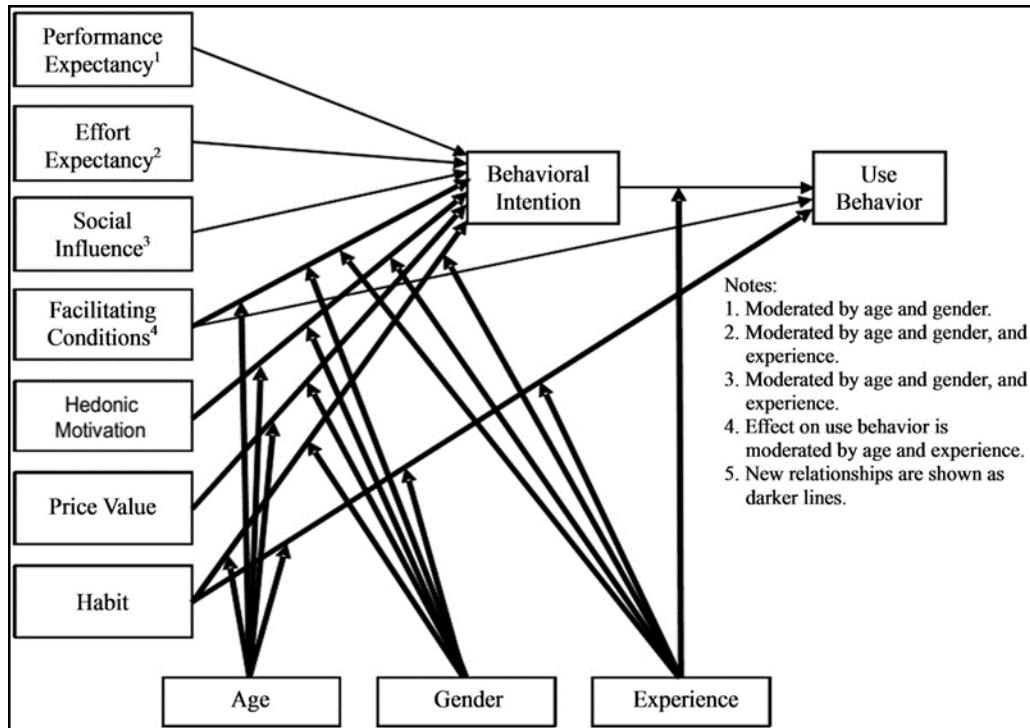 Performance
Expectancy¹
Effort
Expectancy²
Social
Influence³
Facilitating
Conditions⁴
Hedonic
Motivation
Price Value
Habit
Behavioral
Intention
Use
Behavior
Notes:
1. Moderated by age and gender.
2. Moderated by age and gender, and
experience.
3. Moderated by age and gender, and
experience.
4. Effect on use behavior is
moderated by age and experience.
5. New relationships are shown as
darker lines.
Age
Gender
Experience